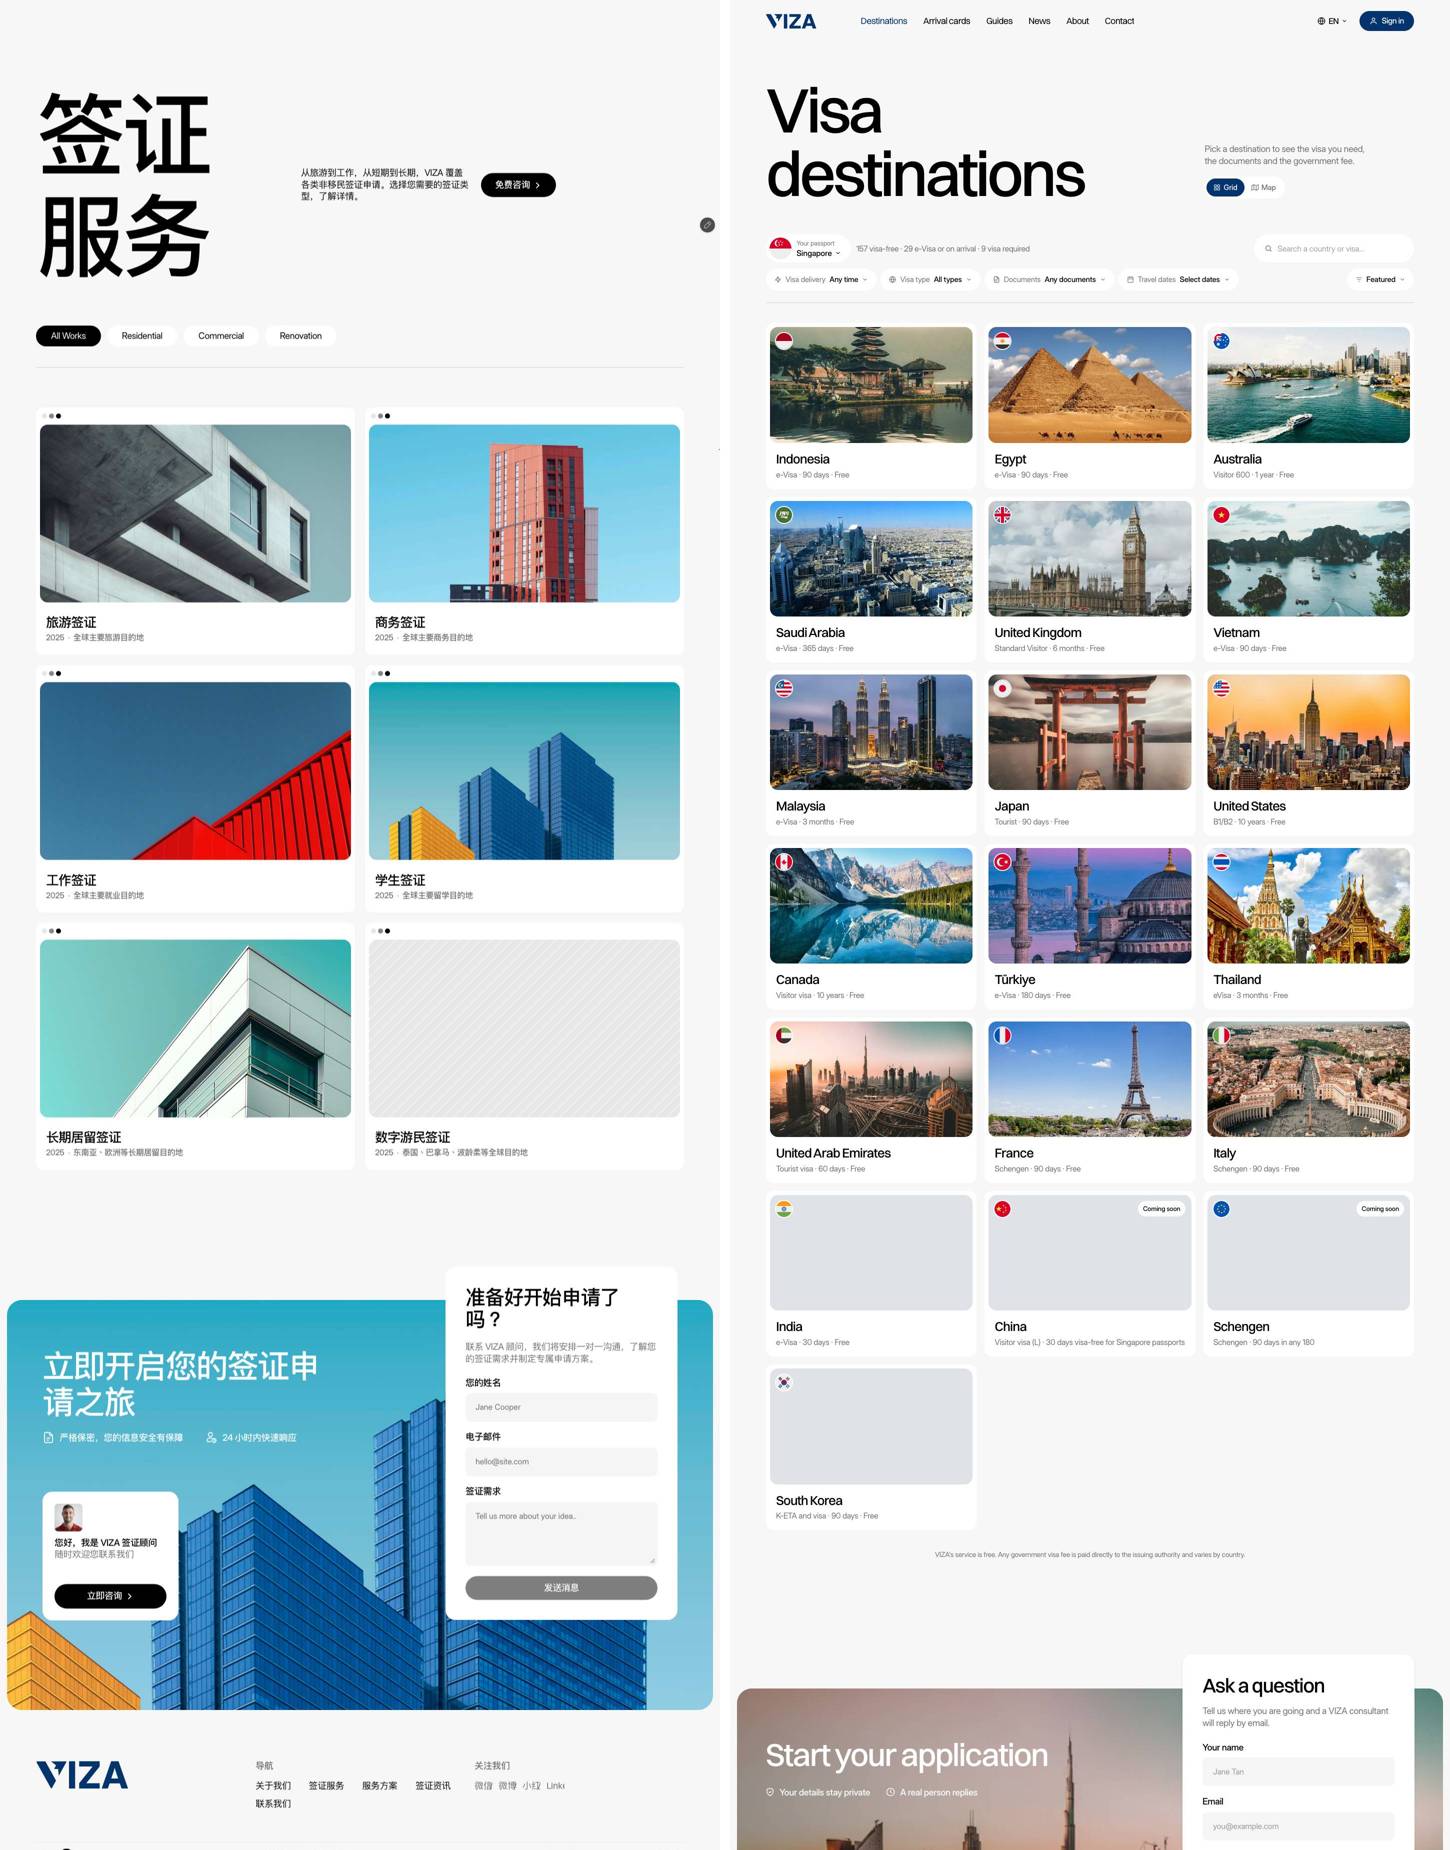 签证
服务
从旅游到工作，从短期到长期，VIZA 覆盖
各类非移民签证申请。选择您需要的签证类
型，了解详情。
免费咨询
All Works
Residential
Commercial
Renovation
旅游签证
2025 · 全球主要旅游目的地
商务签证
2025 · 全球主要商务目的地
工作签证
2025 · 全球主要就业目的地
学生签证
2025 · 全球主要留学目的地
长期居留签证
2025 · 东南亚、欧洲等长期居留目的地
数字游民签证
2025 · 泰国、巴拿马、波龄柔等全球目的地
立即开启您的签证申
请之旅
严格保密，您的信息安全有保障
24 小时内快速响应
您好，我是 VIZA 签证顾问
随时欢迎您联系我们
立即咨询
准备好开始申请了
吗？
联系 VIZA 顾问，我们将安排一对一沟通，了解您
的签证需求并制定专属申请方案。
您的姓名
Jane Cooper
电子邮件
hello@site.com
签证需求
Tell us more about your idea..
发送消息
VIZA
导航
关于我们
签证服务
服务方案
签证资讯
联系我们
关注我们
微信
微博
VIZA
Destinations
Arrival cards
Guides
News
About
Contact
EN
Sign in
Visa
destinations
Pick a destination to see the visa you need,
the documents and the government fee.
Grid
Map
Your passport
Singapore
157 visa-free · 29 e-Visa or on arrival · 9 visa required
Search a country or visa...
Visa delivery Any time
Visa type All types
Documents Any documents
Travel dates Select dates
Featured
Indonesia
e-Visa · 90 days · Free
Egypt
e-Visa · 90 days · Free
Australia
Visitor 600 · 1 year · Free
Saudi Arabia
e-Visa · 365 days · Free
United Kingdom
Standard Visitor · 6 months · Free
Vietnam
e-Visa · 90 days · Free
Malaysia
e-Visa · 3 months · Free
Japan
Tourist · 90 days · Free
United States
B1/B2 · 10 years · Free
Canada
Visitor visa · 10 years · Free
Türkiye
e-Visa · 180 days · Free
Thailand
eVisa · 3 months · Free
United Arab Emirates
Tourist visa · 60 days · Free
France
Schengen · 90 days · Free
Italy
Schengen · 90 days · Free
India
e-Visa · 30 days · Free
Coming soon
China
Visitor visa (L) · 30 days visa-free for Singapore passports
Coming soon
Schengen
Schengen · 90 days in any 180
South Korea
K-ETA and visa · 90 days · Free
VIZA's service is free. Any government visa fee is paid directly to the issuing authority and varies by country.
Start your application
Your details stay private
A real person replies
Ask a question
Tell us where you are going and a VIZA consultant
will reply by email.
Your name
Jane Tan
Email
you@example.com